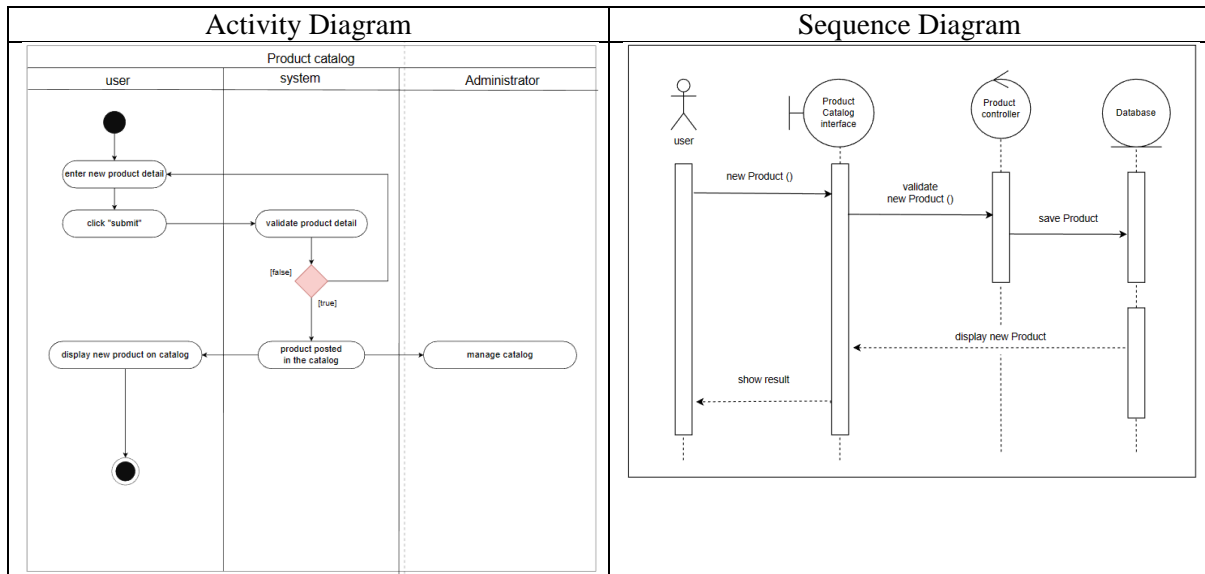 Activity Diagram
Sequence Diagram
Product catalog
user
system
Administrator
enter new product detail
click "submit"
validate product detail
[false]
[true]
display new product on catalog
product posted
in the catalog
manage catalog
user
Product
Catalog
interface
Product
controller
Database
new Product ()
validate
new Product ()
save Product
display new Product
show result